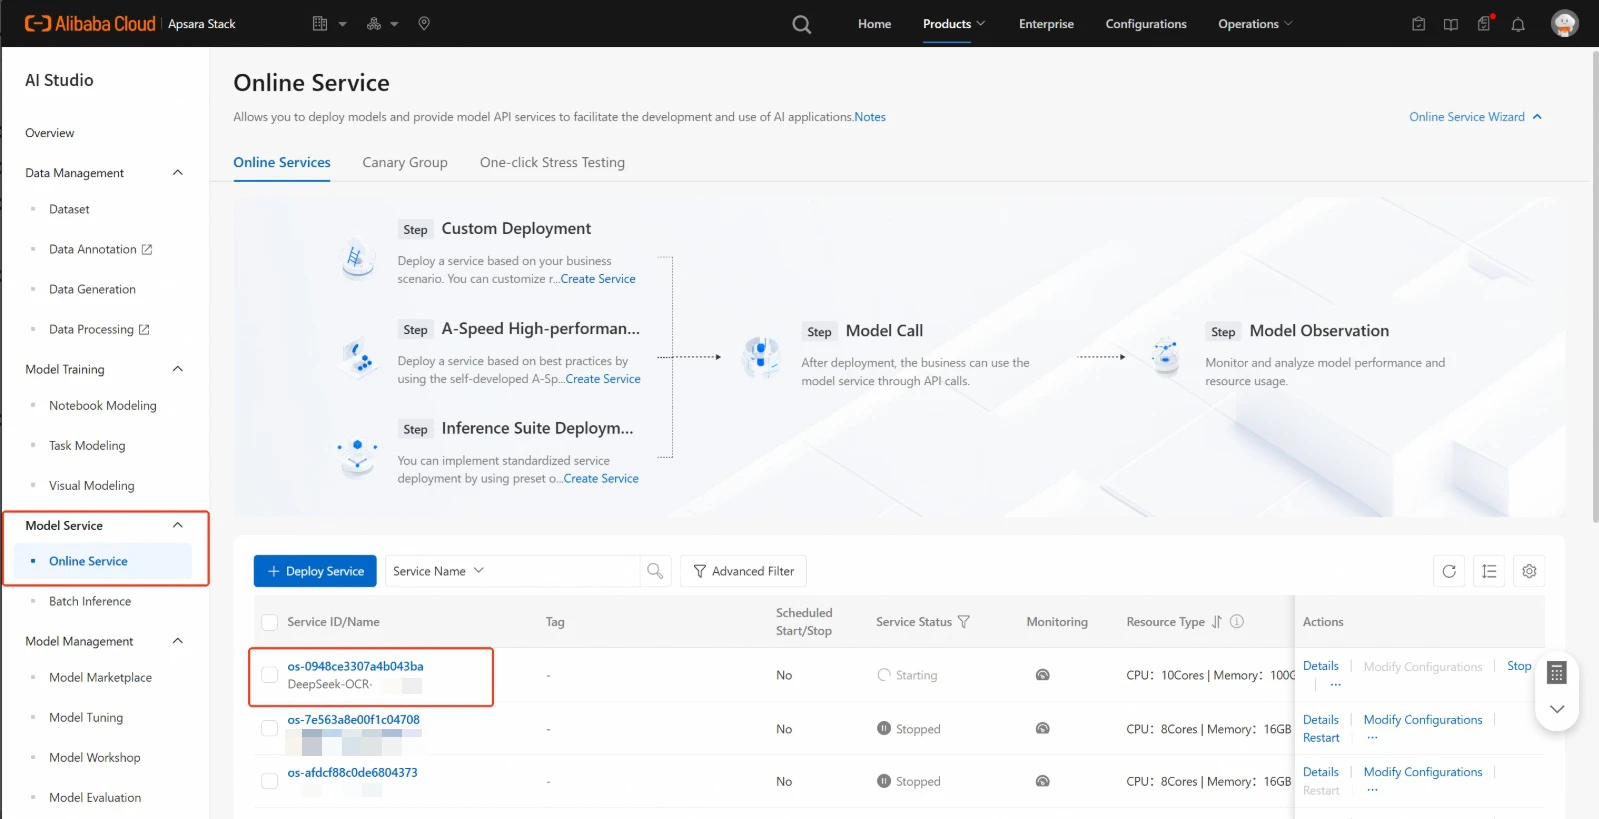 Alibaba Cloud | Apsara Stack
Home
Products
Enterprise
Configurations
Operations
AI Studio
Overview
Data Management
Dataset
Data Annotation
Data Generation
Data Processing
Model Training
Notebook Modeling
Task Modeling
Visual Modeling
Model Service
Online Service
Batch Inference
Model Management
Model Marketplace
Model Tuning
Model Workshop
Model Evaluation
Online Service
Allows you to deploy models and provide model API services to facilitate the development and use of AI applications.Notes
Online Service Wizard
Online Services
Canary Group
One-click Stress Testing
Step Custom Deployment
Deploy a service based on your business
scenario. You can customize r...Create Service
Step A-Speed High-performan...
Deploy a service based on best practices by
using the self-developed A-Sp...Create Service
Step Inference Suite Deploym...
You can implement standardized service
deployment by using preset o...Create Service
Step Model Call
After deployment, the business can use the
model service through API calls.
Step Model Observation
Monitor and analyze model performance and
resource usage.
+ Deploy Service
Service Name
Advanced Filter
Service ID/Name
Tag
Scheduled
Start/Stop
Service Status
Monitoring
Resource Type
Actions
os-0948ce3307a4b043ba
DeepSeek-OCR-
-
No
Starting
CPU: 10Cores | Memory: 100G
Details
Modify Configurations
Stop
...
os-7e563a8e00f1c04708
-
No
Stopped
CPU: 8Cores | Memory: 16GB
Details
Modify Configurations
Restart
...
os-afdcf88c0de6804373
-
No
Stopped
CPU: 8Cores | Memory: 16GB
Details
Modify Configurations
Restart
...